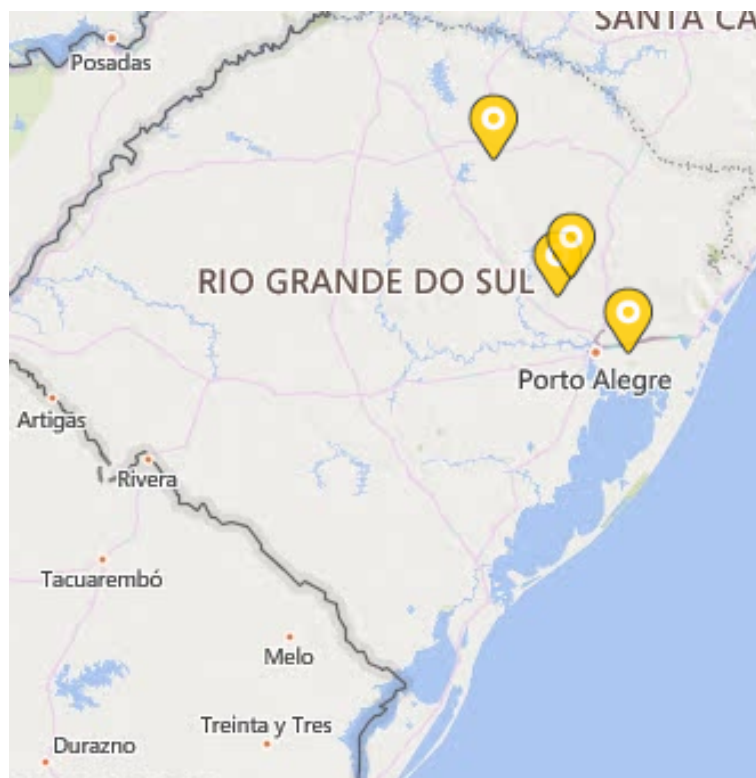 SANTA CA
Posadas
RIO GRANDE DO SUL
Porto Alegre
Artigas
Rivera
Tacuarembó
Melo
Treinta y Tres
Durazno